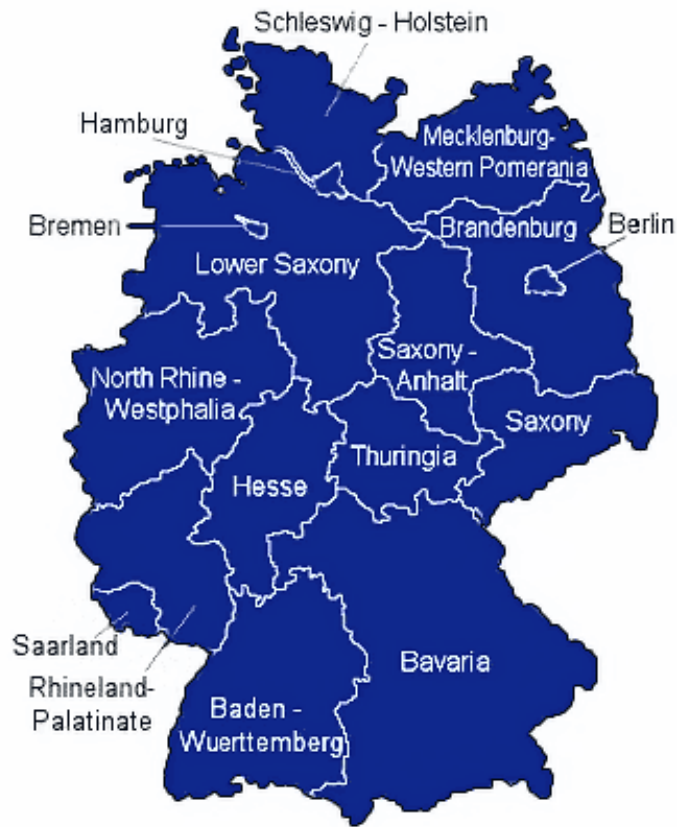 Schleswig - Holstein
Hamburg
Mecklenburg-
Western Pomerania
Bremen
Brandenburg
Berlin
Lower Saxony
North Rhine -
Westphalia
Saxony -
Anhalt
Saxony
Thuringia
Hesse
Saarland
Rhineland-
Palatinate
Bavaria
Baden -
Wuerttemberg